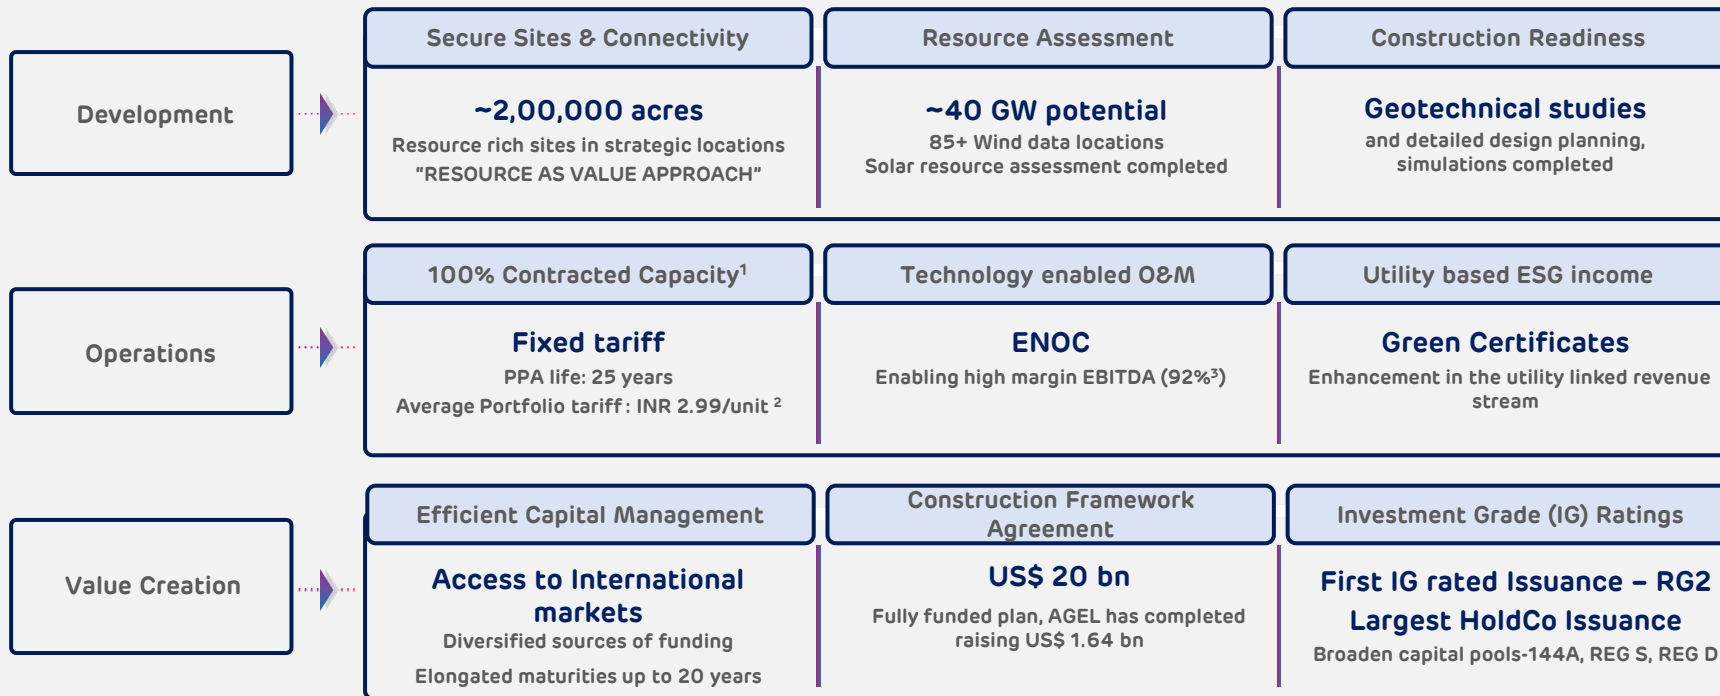 Development
Secure Sites & Connectivity
~2,00,000 acres
Resource rich sites in strategic locations
"RESOURCE AS VALUE APPROACH"
Resource Assessment
~40 GW potential
85+ Wind data locations
Solar resource assessment completed
Construction Readiness
Geotechnical studies
and detailed design planning,
simulations completed
Operations
100% Contracted Capacity¹
Fixed tariff
PPA life: 25 years
Average Portfolio tariff : INR 2.99/unit ²
Technology enabled O&M
ENOC
Enabling high margin EBITDA (92%³)
Utility based ESG income
Green Certificates
Enhancement in the utility linked revenue
stream
Value Creation
Efficient Capital Management
Access to International
markets
Diversified sources of funding
Elongated maturities up to 20 years
Construction Framework
Agreement
US$ 20 bn
Fully funded plan, AGEL has completed
raising US$ 1.64 bn
Investment Grade (IG) Ratings
First IG rated Issuance – RG2
Largest HoldCo Issuance
Broaden capital pools-144A, REG S, REG D